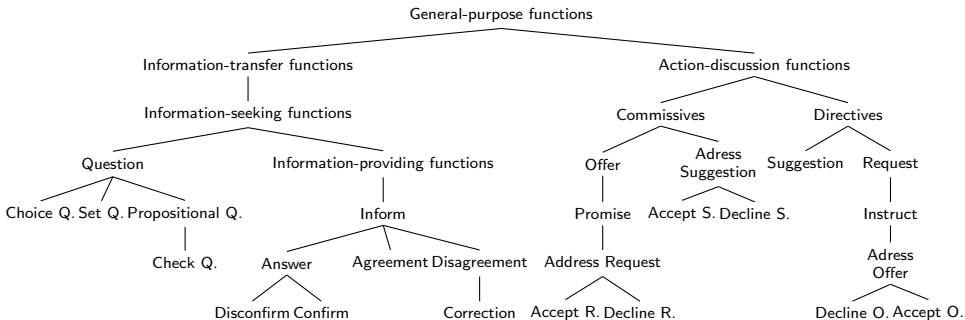 General-purpose functions
Information-transfer functions
Action-discussion functions
Information-seeking functions
Commissives
Directives
Question
Information-providing functions
Offer
Adress
Suggestion
Suggestion
Request
Choice Q. Set Q. Propositional Q.
Inform
Promise
Accept S. Decline S.
Instruct
Check Q.
Answer
Agreement Disagreement
Address Request
Adress
Offer
Disconfirm Confirm
Correction
Accept R. Decline R.
Decline O. Accept O.